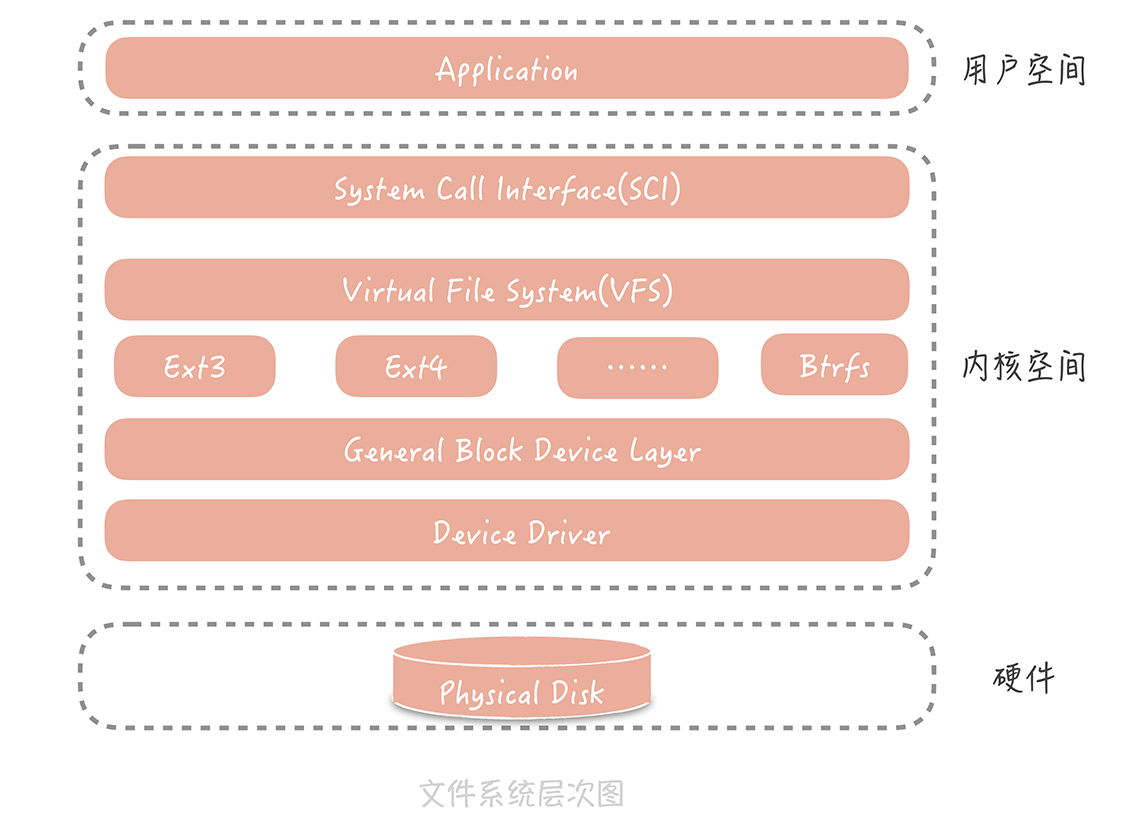 Application
用户空间
System Call Interface(SCI)
Virtual File System(VFS)
Ext3
Ext4
......
Btrfs
内核空间
General Block Device Layer
Device Driver
Physical Disk
硬件
文件系统层次图